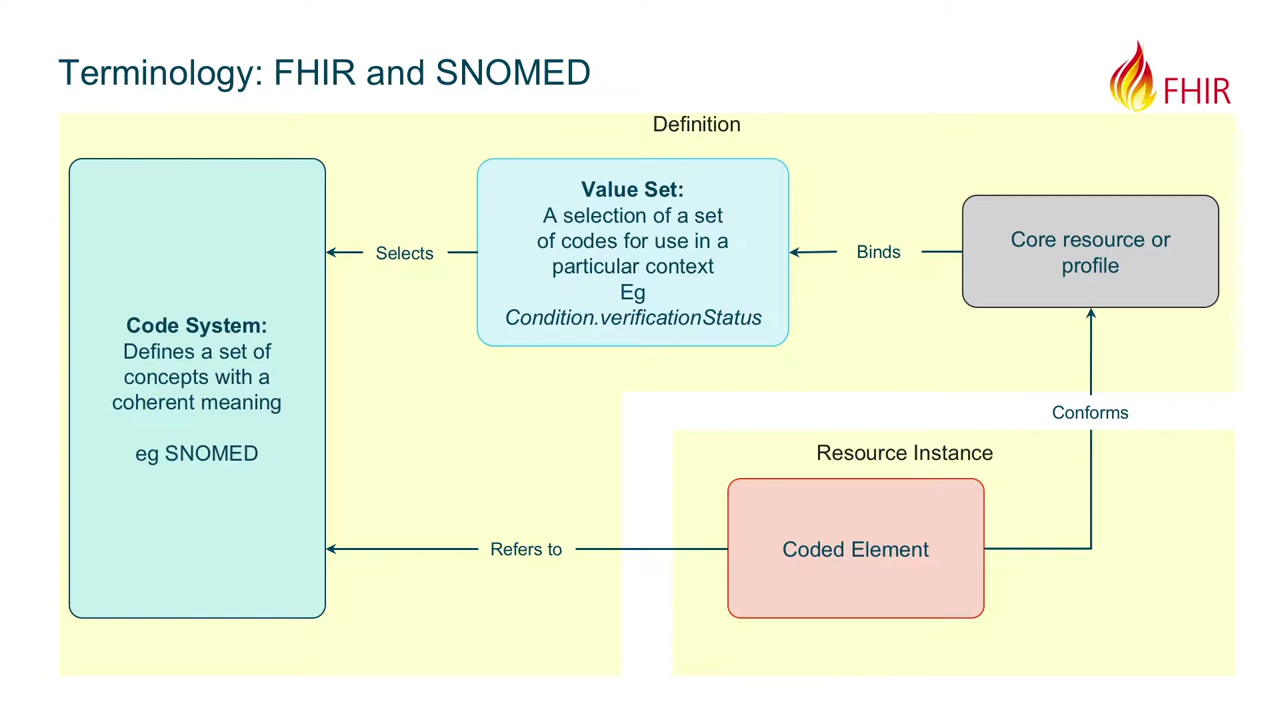 Terminology: FHIR and SNOMED
FHIR
Definition
Value Set:
A selection of a set
of codes for use in a
particular context
Eg
Condition.verificationStatus
Core resource or
profile
Selects
Binds
Code System:
Defines a set of
concepts with a
coherent meaning
eg SNOMED
Conforms
Resource Instance
Refers to
Coded Element